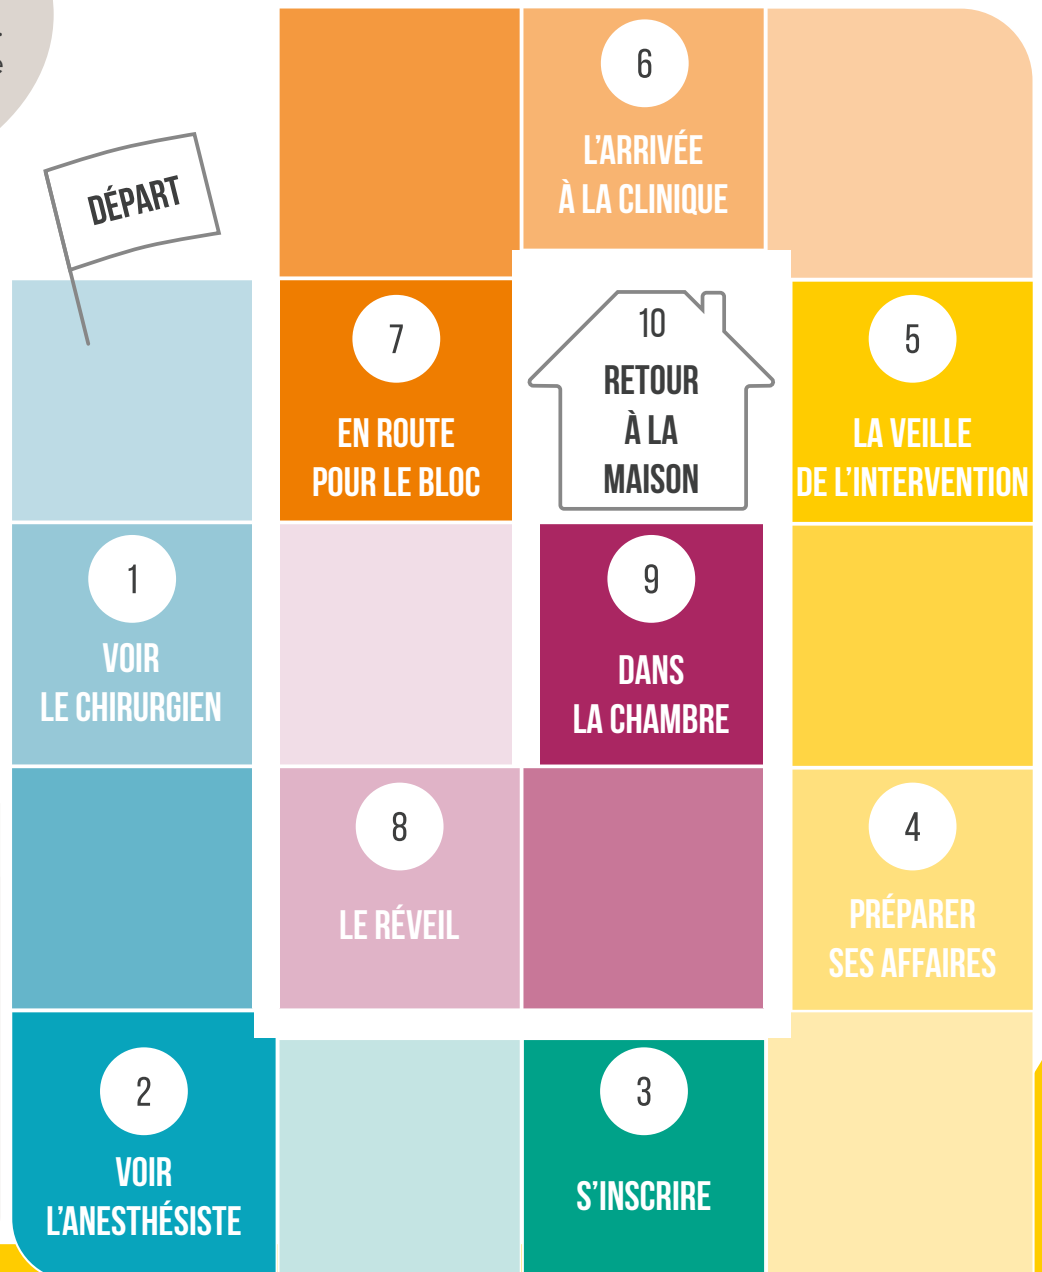 e
DÉPART
6
L'ARRIVÉE
À LA CLINIQUE
7
EN ROUTE
POUR LE BLOC
10
RETOUR
À LA
MAISON
5
LA VEILLE
DE L'INTERVENTION
1
VOIR
LE CHIRURGIEN
9
DANS
LA CHAMBRE
8
LE RÉVEIL
4
PRÉPARER
SES AFFAIRES
2
VOIR
L'ANESTHÉSISTE
3
S'INSCRIRE